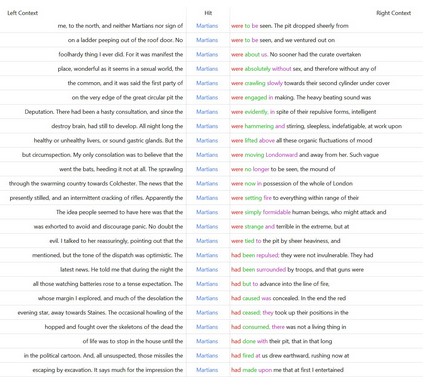 Left Context Hit Right Context
me, to the north, and neither Martians nor sign of Martians were to be seen. The pit dropped sheerly from
on a ladder peeping out of the roof door. No Martians were to be seen, and we ventured out on
foolhardy thing I ever did. For it was manifest the Martians were about us. No sooner had the curate overtaken
place, wonderful as it seems in a sexual world, the Martians were absolutely without sex, and therefore without any of
the common, and it was said the first party of Martians were crawling slowly towards their second cylinder under cover
on the very edge of the great circular pit the Martians were engaged in making. The heavy beating sound was
Deputation. There had been a hasty consultation, and since the Martians were evidently, in spite of their repulsive forms, intelligent
destroy brain, had still to develop. All night long the Martians were hammering and stirring, sleepless, indefatigable, at work upon
healthy or unhealthy livers, or sound gastric glands. But the Martians were lifted above all these organic fluctuations of mood
but circumspection. My only consolation was to believe that the Martians were moving Londonward and away from her. Such vague
went the bats, heeding it not at all. The sprawling Martians were no longer to be seen, the mound of
through the swarming country towards Colchester. The news that the Martians were now in possession of the whole of London
presently stilled, and an intermittent cracking of rifles. Apparently the Martians were setting fire to everything within range of their
The idea people seemed to have here was that the Martians were simply formidable human beings, who might attack and
was exhorted to avoid and discourage panic. No doubt the Martians were strange and terrible in the extreme, but at
evil. I talked to her reassuringly, pointing out that the Martians were tied to the pit by sheer heaviness, and
mentioned, but the tone of the dispatch was optimistic. The Martians had been repulsed; they were not invulnerable. They had
latest news. He told me that during the night the Martians had been surrounded by troops, and that guns were
all those watching batteries rose to a tense expectation. The Martians had but to advance into the line of fire,
whose margin I explored, and much of the desolation the Martians had caused was concealed. In the end the red
evening star, away towards Staines. The occasional howling of the Martians had ceased; they took up their positions in the
hopped and fought over the skeletons of the dead the Martians had consumed, there was not a living thing in
of life was to stop in the house until the Martians had done with their pit, that in that long
in the political cartoon. And, all unsuspected, those missiles the Martians had fired at us drew earthward, rushing now at
escaping by excavation. It says much for the impression the Martians had made upon me that at first I entertained